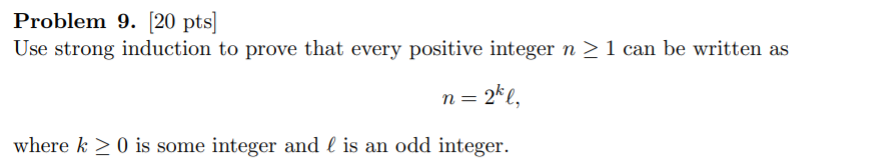 Problem 9. [20 pts]
Use strong induction to prove that every positive integer n ≥ 1 can be written as
n = 2^k ℓ,
where k ≥ 0 is some integer and ℓ is an odd integer.